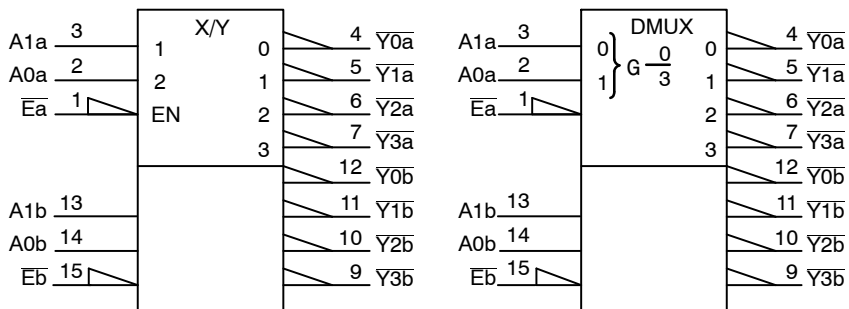 X/Y
A1a 3 1 0 4 Y0a
A0a 2 2 1 5 Y1a
Ea 1 EN 2 6 Y2a
3 7 Y3a
12 Y0b
A1b 13 11 Y1b
A0b 14 10 Y2b
Eb 15 9 Y3b
DMUX
A1a 3 0 G 0/3 0 4 Y0a
A0a 2 1 1 5 Y1a
Ea 1 2 6 Y2a
3 7 Y3a
12 Y0b
A1b 13 11 Y1b
A0b 14 10 Y2b
Eb 15 9 Y3b